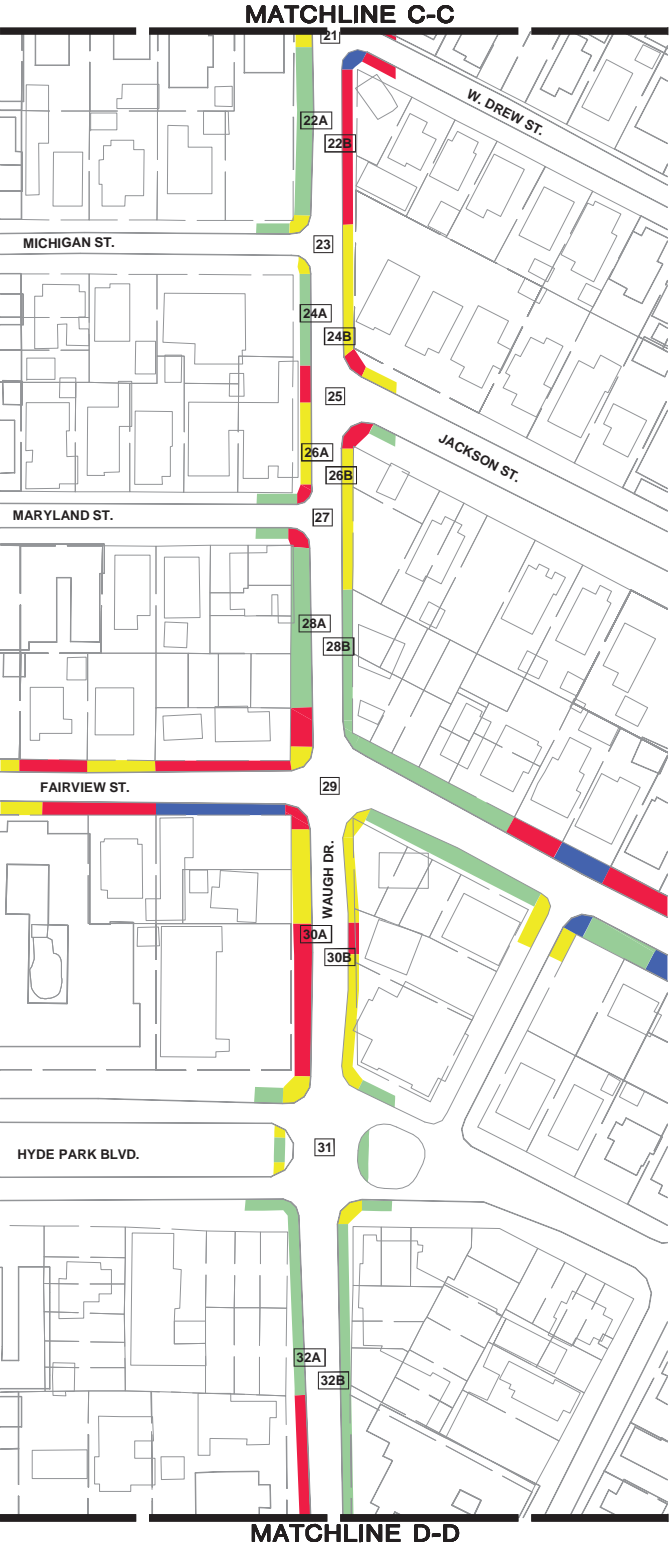 MATCHLINE C-C
21
W. DREW ST.
22A
22B
MICHIGAN ST.
23
24A
24B
25
JACKSON ST.
26A
26B
MARYLAND ST.
27
28A
28B
FAIRVIEW ST.
29
WAUGH DR.
30A
30B
HYDE PARK BLVD.
31
32A
32B
MATCHLINE D-D